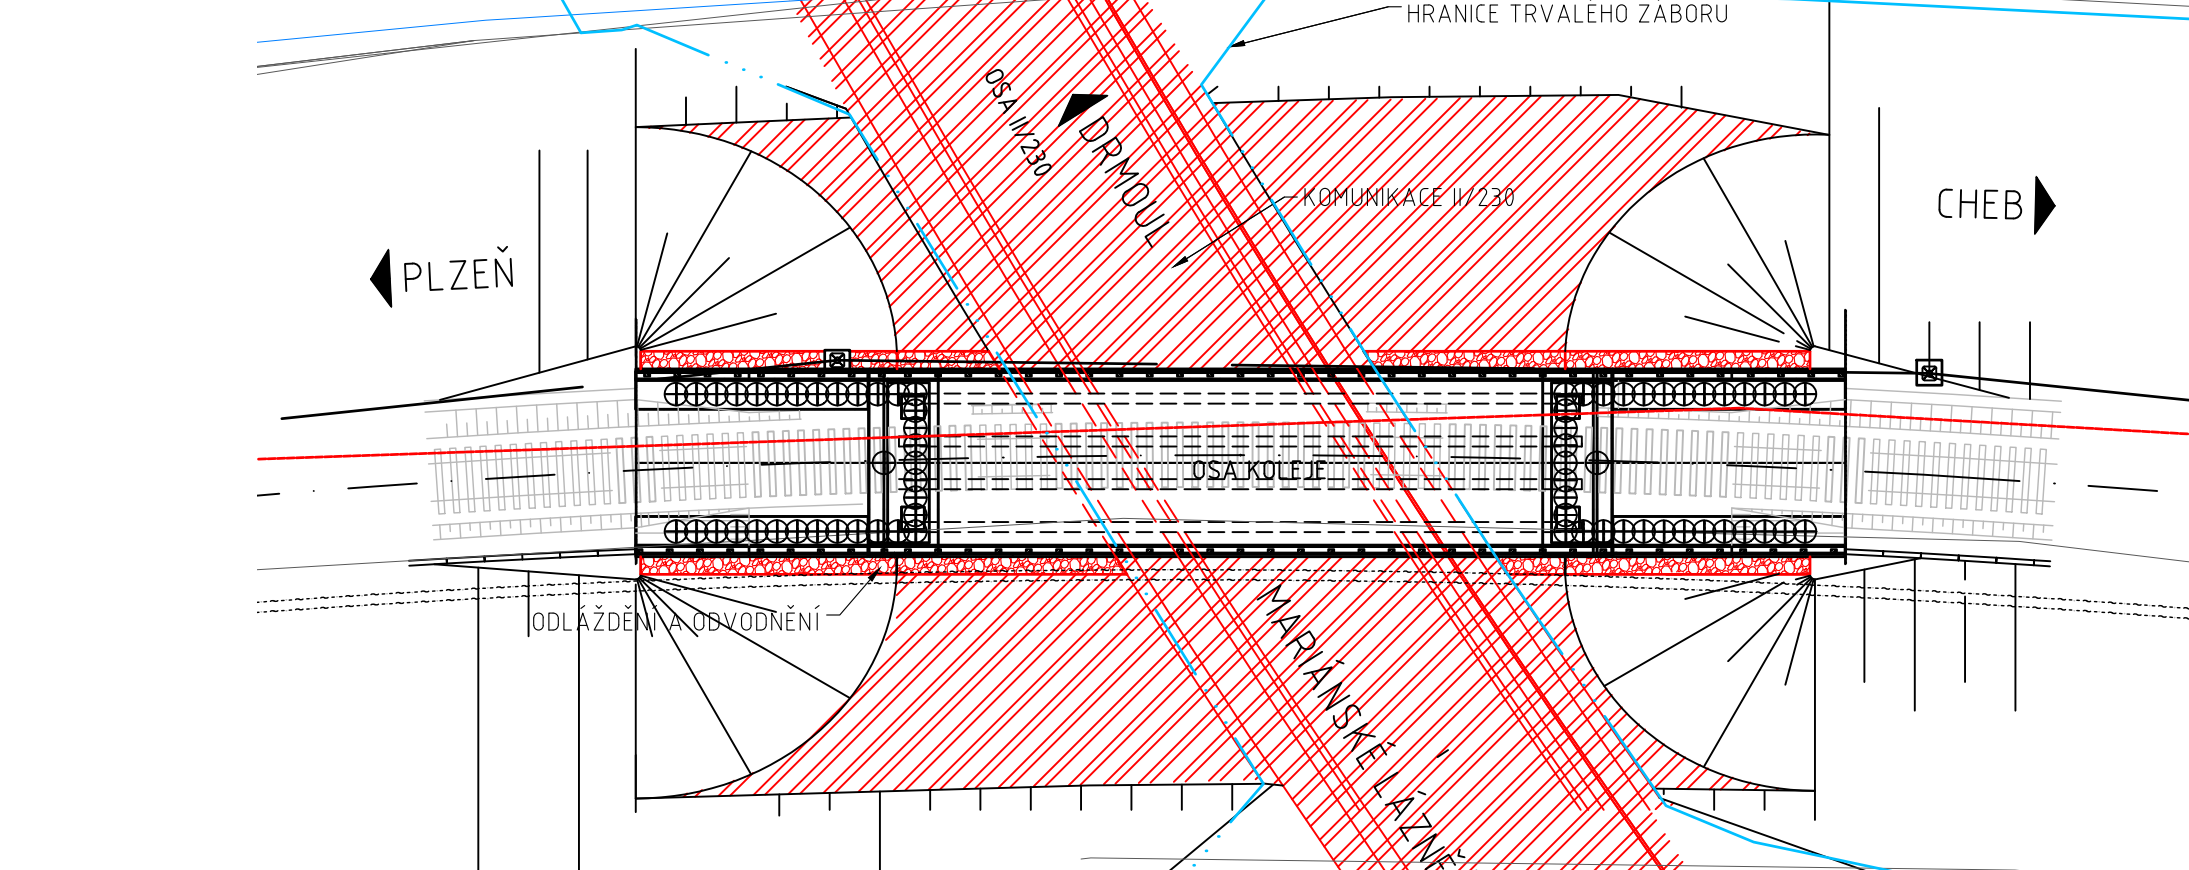 HRANICE TRVALÉHO ZÁBORU
OSA II/230
DRMOUL
KOMUNIKACE II/230
CHEB
PLZEŇ
OSA KOLEJE
ODLÁŽDĚNÍ A ODVODNĚNÍ
MARIÁNSKÉ LÁZNĚ